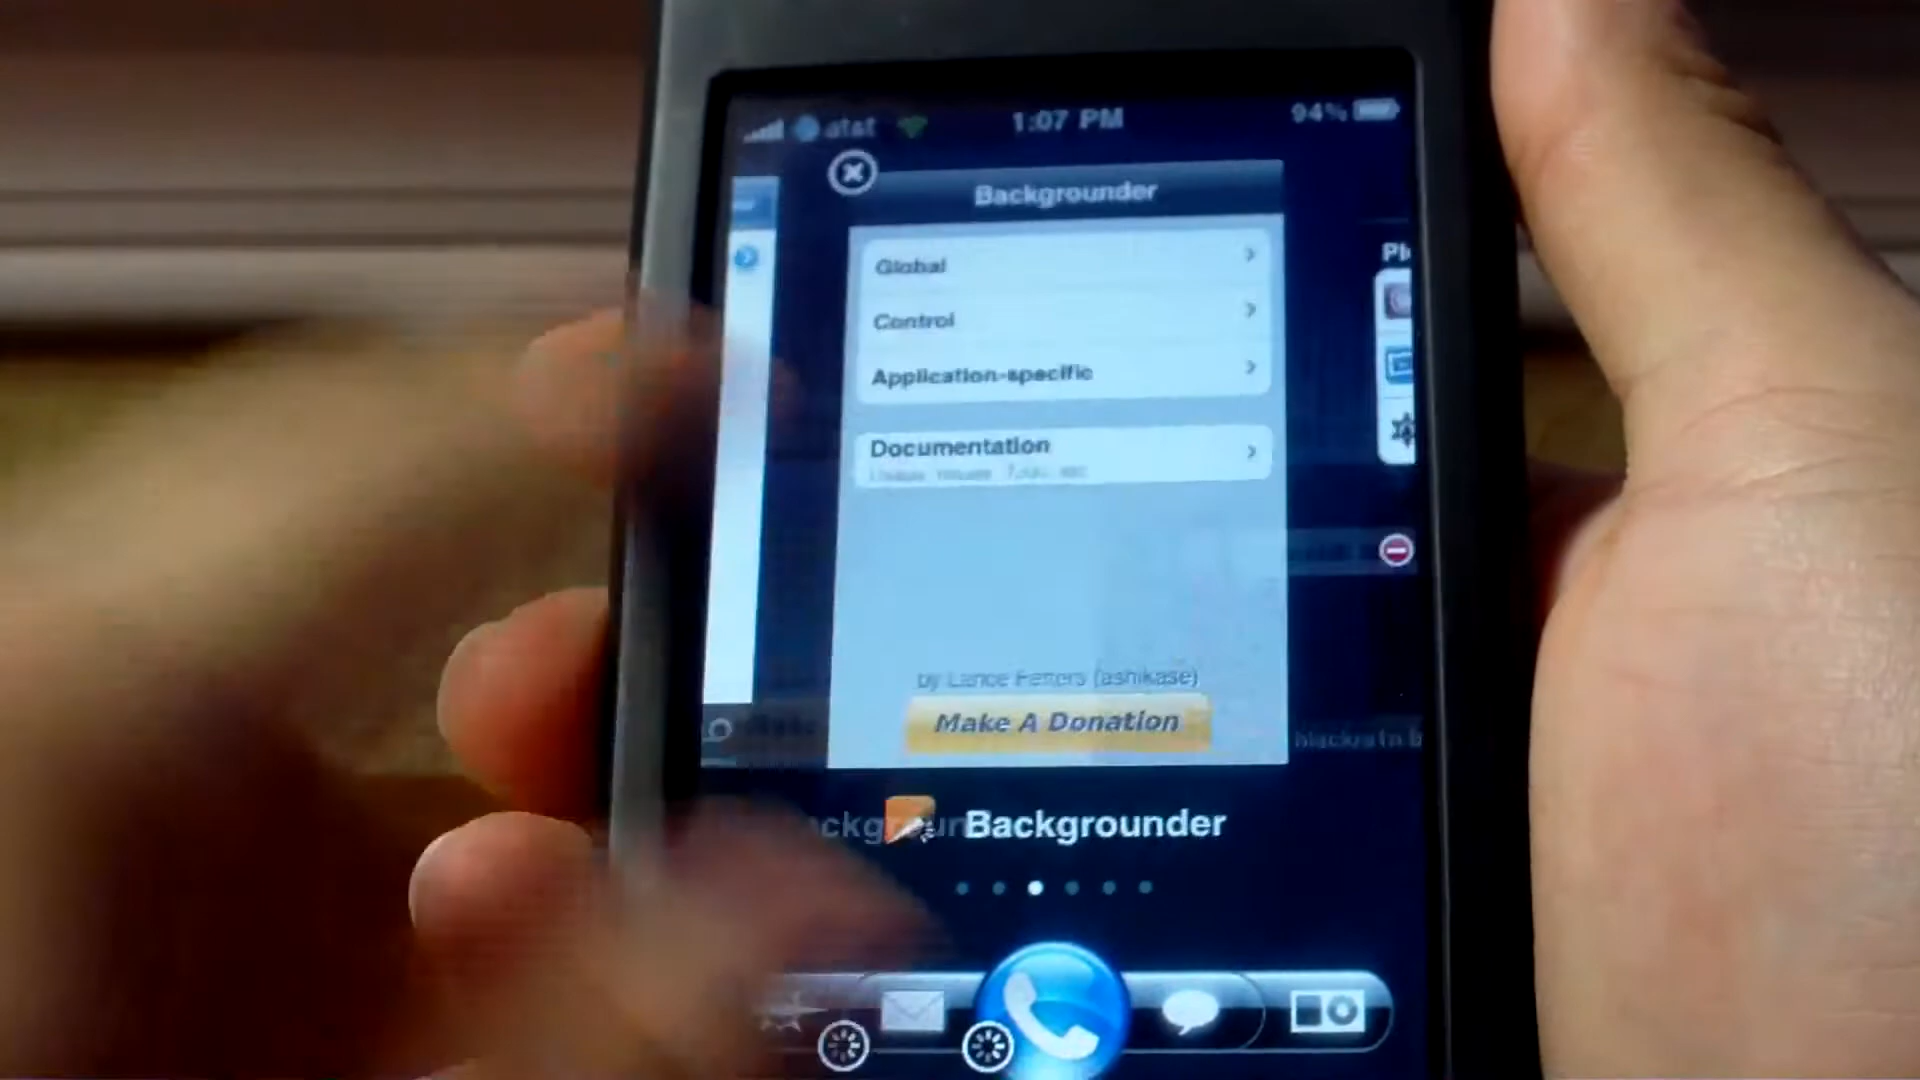 at&t 1:07 PM 94%
Backgrounder
Global
Control
Application-specific
Documentation
by Lance Fetters (ashikase)
Make A Donation
Backgrounder